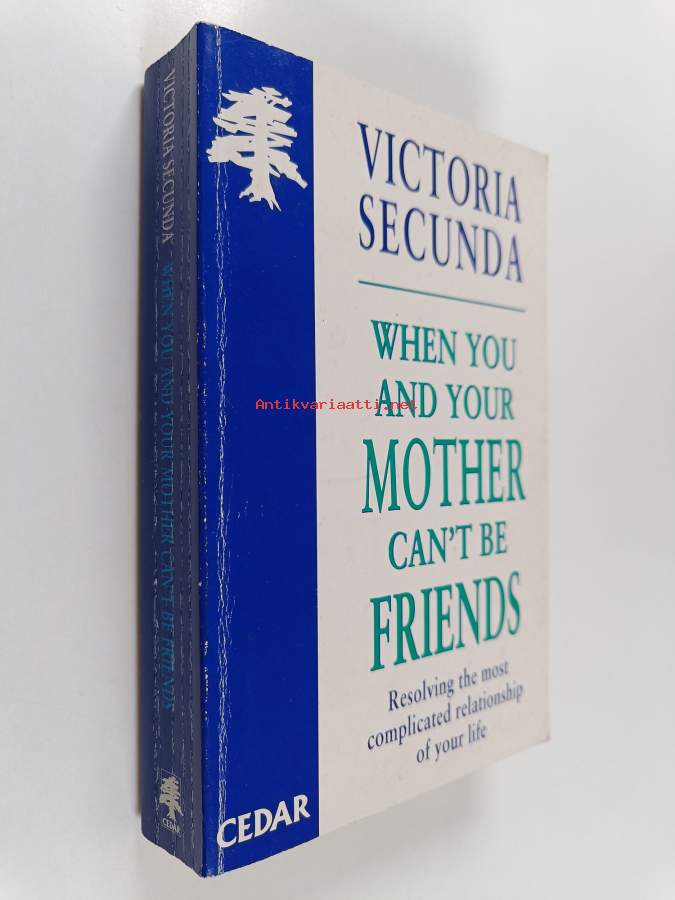 VICTORIA SECUNDA WHEN YOU AND YOUR MOTHER CAN'T BE FRIENDS
CEDAR
VICTORIA
SECUNDA
WHEN YOU
AND YOUR
MOTHER
CAN'T BE
FRIENDS
Resolving the most
complicated relationship
of your life
CEDAR
Antikvariaatti.net